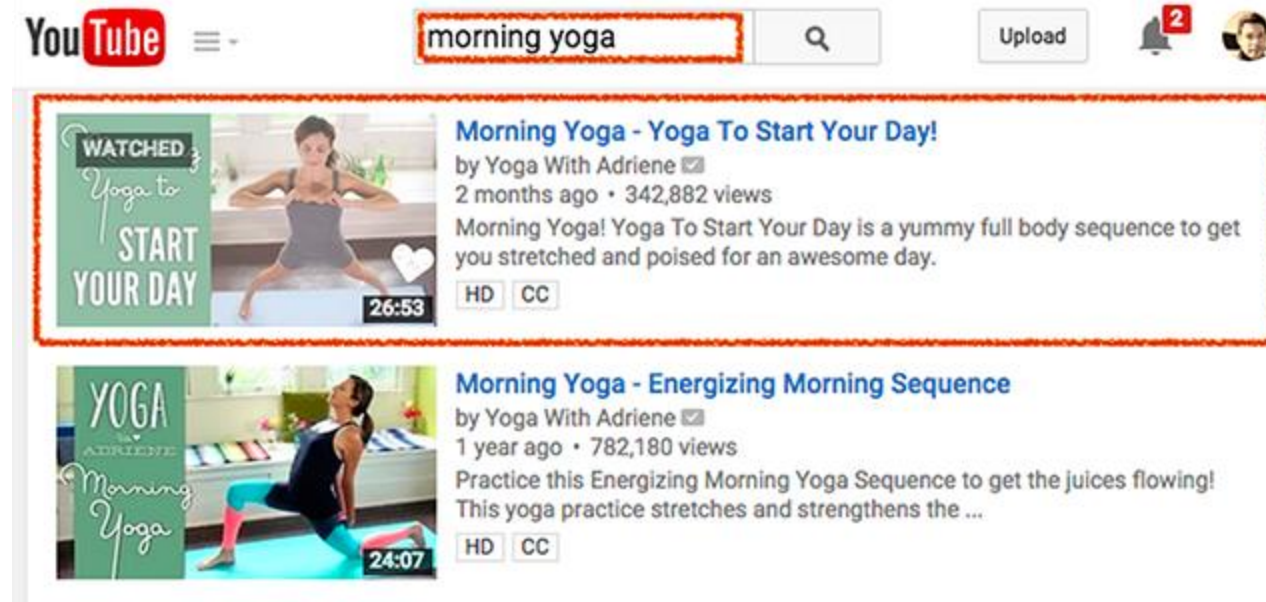 YouTube
morning yoga
Upload
2
WATCHED
Yoga to
START
YOUR DAY
26:53
Morning Yoga - Yoga To Start Your Day!
by Yoga With Adriene
2 months ago • 342,882 views
Morning Yoga! Yoga To Start Your Day is a yummy full body sequence to get
you stretched and poised for an awesome day.
HD CC
YOGA
ADRIENE
Morning
Yoga
24:07
Morning Yoga - Energizing Morning Sequence
by Yoga With Adriene
1 year ago • 782,180 views
Practice this Energizing Morning Yoga Sequence to get the juices flowing!
This yoga practice stretches and strengthens the ...
HD CC